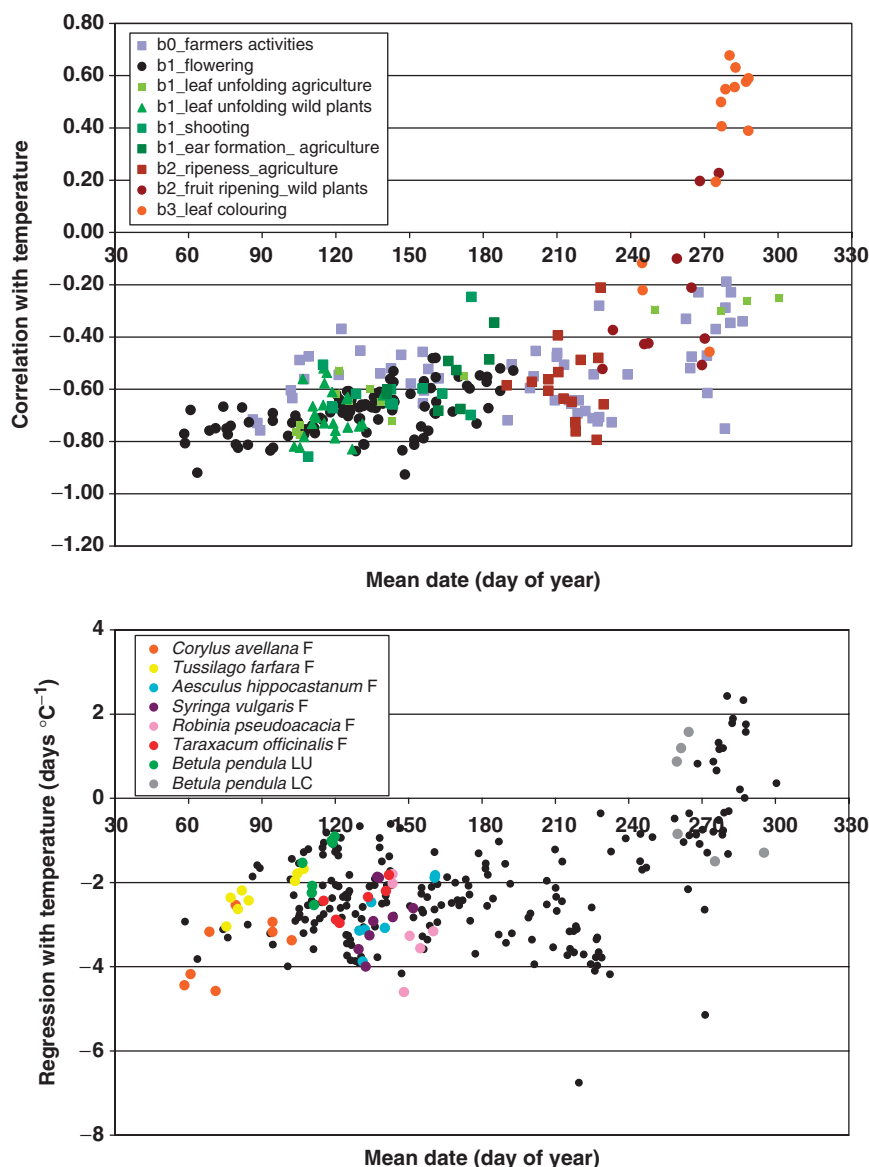 0.80
0.60
0.40
0.20
0.00
−0.20
−0.40
−0.60
−0.80
−1.00
−1.20
Correlation with temperature
b0_farmers activities
b1_flowering
b1_leaf unfolding agriculture
b1_leaf unfolding wild plants
b1_shooting
b1_ear formation_ agriculture
b2_ripeness_agriculture
b2_fruit ripening_wild plants
b3_leaf colouring
30 60 90 120 150 180 210 240 270 300 330
Mean date (day of year)
4
2
0
−2
−4
−6
−8
Regression with temperature (days °C−1)
Corylus avellana F
Tussilago farfara F
Aesculus hippocastanum F
Syringa vulgaris F
Robinia pseudoacacia F
Taraxacum officinalis F
Betula pendula LU
Betula pendula LC
30 60 90 120 150 180 210 240 270 300 330
Mean date (day of year)